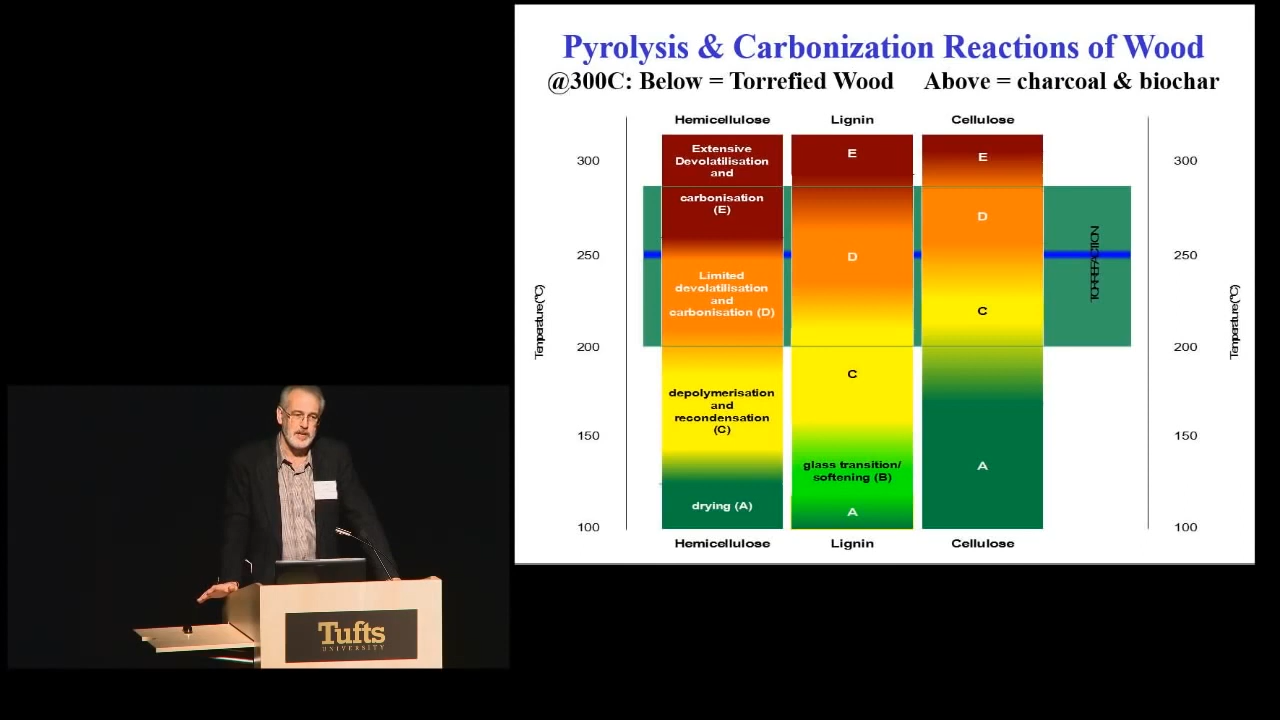 Pyrolysis & Carbonization Reactions of Wood
@300C: Below = Torrefied Wood Above = charcoal & biochar
Hemicellulose Lignin Cellulose
Extensive
Devolatilisation
and
carbonisation
(E)
Limited
devolatilisation
and
carbonisation (D)
depolymerisation
and
recondensation
(C)
drying (A)
E
D
C
glass transition/
softening (B)
A
E
D
C
A
300
250
200
150
100
Temperature (°C)
TORREFACTION
300
250
200
150
100
Temperature (°C)
Hemicellulose Lignin Cellulose
Tufts
UNIVERSITY